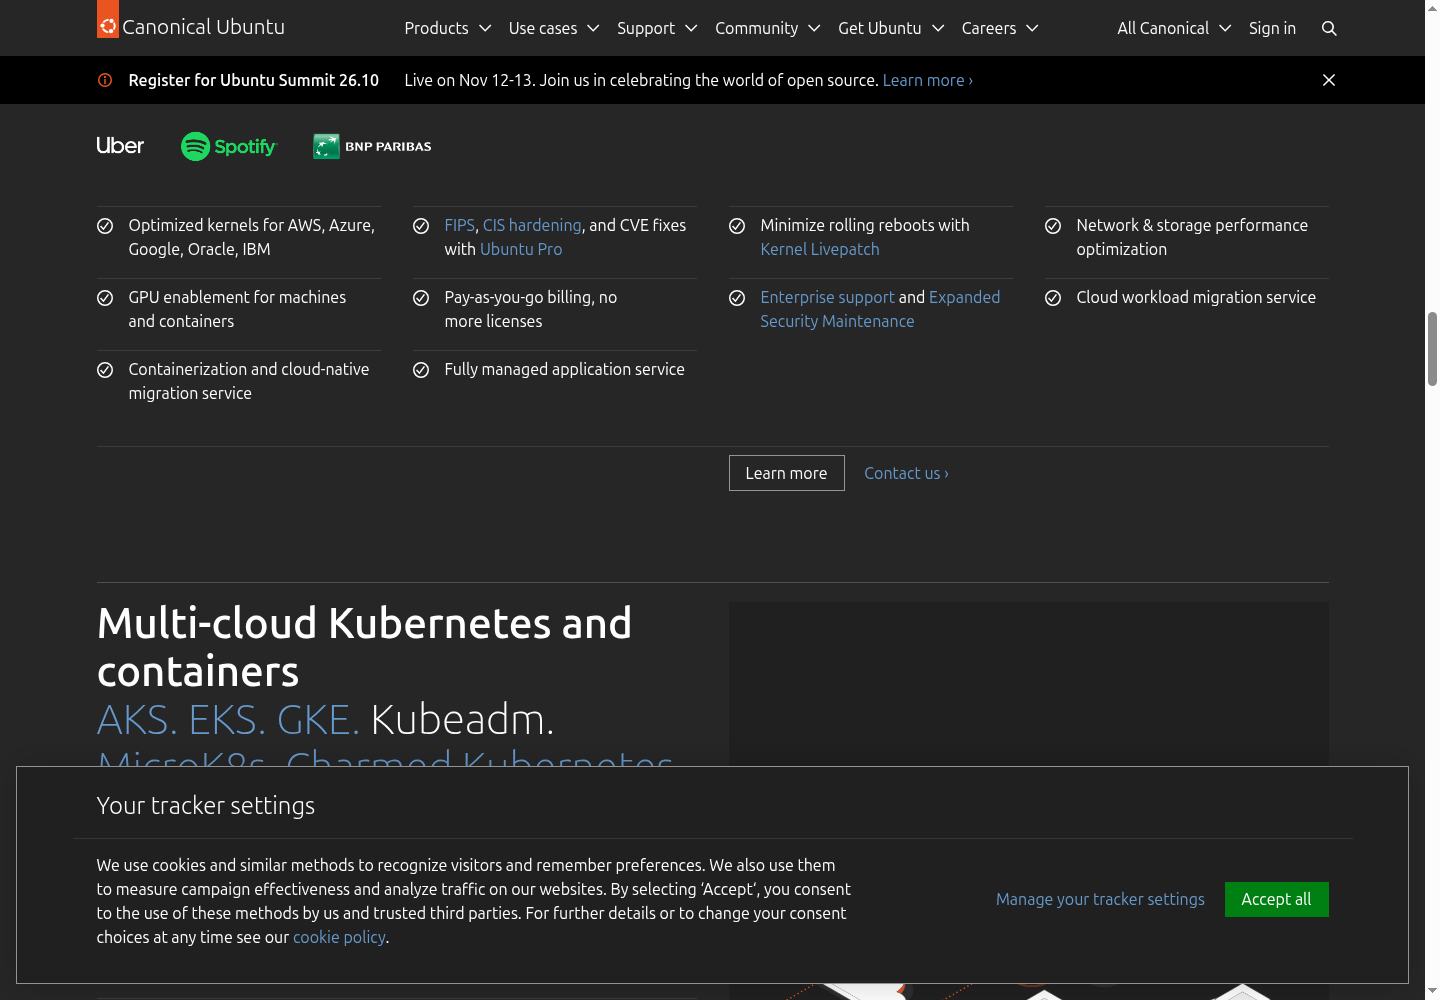 Canonical Ubuntu
Products
Use cases
Support
Community
Get Ubuntu
Careers
All Canonical
Sign in
Register for Ubuntu Summit 26.10
Live on Nov 12-13. Join us in celebrating the world of open source. Learn more ›
Uber
Spotify
BNP PARIBAS
Optimized kernels for AWS, Azure,
Google, Oracle, IBM
FIPS, CIS hardening, and CVE fixes
with Ubuntu Pro
Minimize rolling reboots with
Kernel Livepatch
Network & storage performance
optimization
GPU enablement for machines
and containers
Pay-as-you-go billing, no
more licenses
Enterprise support and Expanded
Security Maintenance
Cloud workload migration service
Containerization and cloud-native
migration service
Fully managed application service
Learn more
Contact us ›
Multi-cloud Kubernetes and
containers
AKS. EKS. GKE. Kubeadm.
MicroK8s. Charmed Kubernetes.
Your tracker settings
We use cookies and similar methods to recognize visitors and remember preferences. We also use them
to measure campaign effectiveness and analyze traffic on our websites. By selecting ‘Accept‘, you consent
to the use of these methods by us and trusted third parties. For further details or to change your consent
choices at any time see our cookie policy.
Manage your tracker settings
Accept all